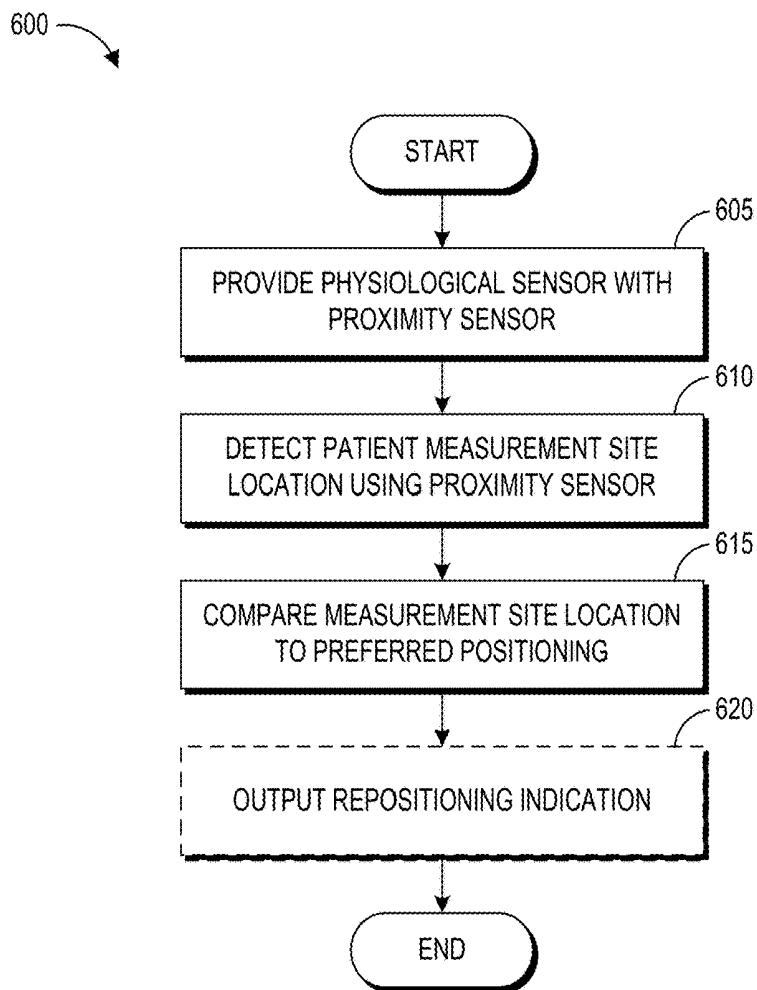 600
START
605
PROVIDE PHYSIOLOGICAL SENSOR WITH
PROXIMITY SENSOR
610
DETECT PATIENT MEASUREMENT SITE
LOCATION USING PROXIMITY SENSOR
615
COMPARE MEASUREMENT SITE LOCATION
TO PREFERRED POSITIONING
620
OUTPUT REPOSITIONING INDICATION
END